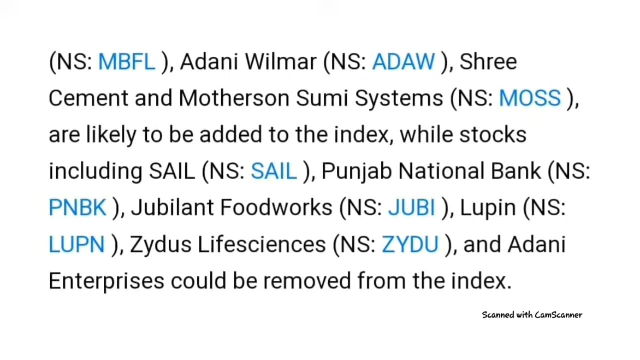 (NS: MBFL ), Adani Wilmar (NS: ADAW ), Shree
Cement and Motherson Sumi Systems (NS: MOSS ),
are likely to be added to the index, while stocks
including SAIL (NS: SAIL ), Punjab National Bank (NS:
PNBK ), Jubilant Foodworks (NS: JUBI ), Lupin (NS:
LUPN ), Zydus Lifesciences (NS: ZYDU ), and Adani
Enterprises could be removed from the index.
Scanned with CamScanner